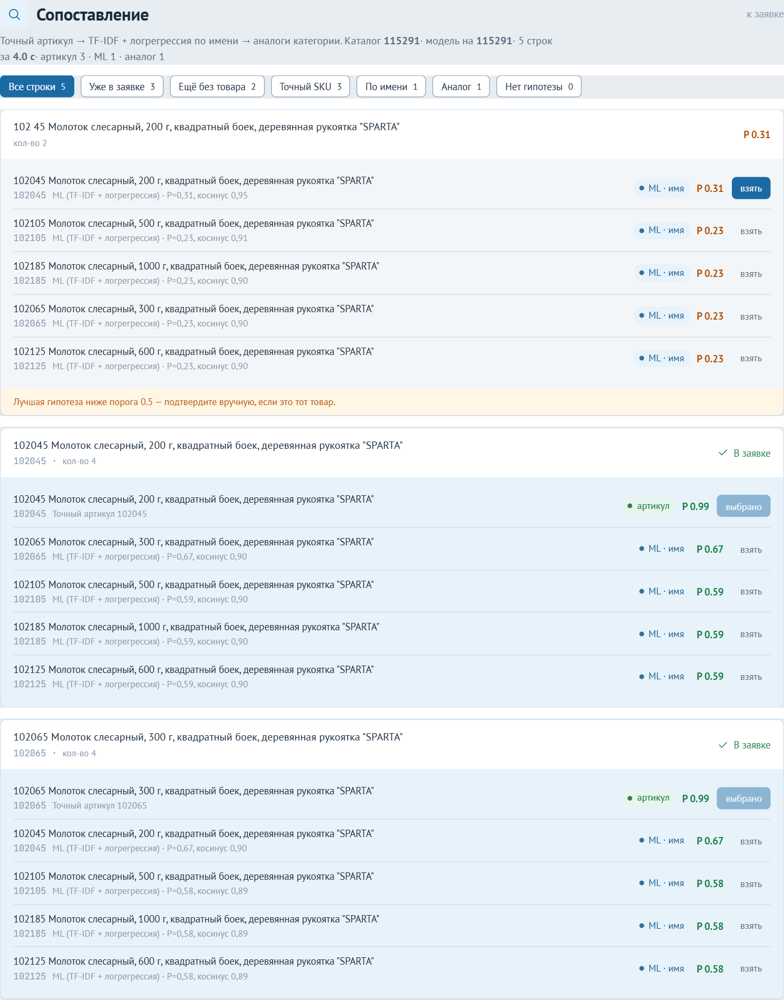 Сопоставление
к заявке
Точный артикул → TF-IDF + логрегрессия по имени → аналоги категории. Каталог 115291· модель на 115291· 5 строк
за 4.0 с· артикул 3 · ML 1 · аналог 1
Все строки 5
Уже в заявке 3
Ещё без товара 2
Точный SKU 3
По имени 1
Аналог 1
Нет гипотезы 0
102 45 Молоток слесарный, 200 г, квадратный боек, деревянная рукоятка "SPARTA"
кол-во 2
P 0.31
102045 Молоток слесарный, 200 г, квадратный боек, деревянная рукоятка "SPARTA"
102045 ML (TF-IDF + логрегрессия) · P=0,31, косинус 0,95
ML · имя P 0.31 взять
102105 Молоток слесарный, 500 г, квадратный боек, деревянная рукоятка "SPARTA"
102105 ML (TF-IDF + логрегрессия) · P=0,23, косинус 0,91
ML · имя P 0.23 взять
102185 Молоток слесарный, 1000 г, квадратный боек, деревянная рукоятка "SPARTA"
102185 ML (TF-IDF + логрегрессия) · P=0,23, косинус 0,90
ML · имя P 0.23 взять
102065 Молоток слесарный, 300 г, квадратный боек, деревянная рукоятка "SPARTA"
102065 ML (TF-IDF + логрегрессия) · P=0,23, косинус 0,90
ML · имя P 0.23 взять
102125 Молоток слесарный, 600 г, квадратный боек, деревянная рукоятка "SPARTA"
102125 ML (TF-IDF + логрегрессия) · P=0,23, косинус 0,90
ML · имя P 0.23 взять
Лучшая гипотеза ниже порога 0.5 — подтвердите вручную, если это тот товар.
102045 Молоток слесарный, 200 г, квадратный боек, деревянная рукоятка "SPARTA"
102045 · кол-во 4
В заявке
102045 Молоток слесарный, 200 г, квадратный боек, деревянная рукоятка "SPARTA"
102045 Точный артикул 102045
артикул P 0.99 выбрано
102065 Молоток слесарный, 300 г, квадратный боек, деревянная рукоятка "SPARTA"
102065 ML (TF-IDF + логрегрессия) · P=0,67, косинус 0,90
ML · имя P 0.67 взять
102105 Молоток слесарный, 500 г, квадратный боек, деревянная рукоятка "SPARTA"
102105 ML (TF-IDF + логрегрессия) · P=0,59, косинус 0,90
ML · имя P 0.59 взять
102185 Молоток слесарный, 1000 г, квадратный боек, деревянная рукоятка "SPARTA"
102185 ML (TF-IDF + логрегрессия) · P=0,59, косинус 0,90
ML · имя P 0.59 взять
102125 Молоток слесарный, 600 г, квадратный боек, деревянная рукоятка "SPARTA"
102125 ML (TF-IDF + логрегрессия) · P=0,59, косинус 0,90
ML · имя P 0.59 взять
102065 Молоток слесарный, 300 г, квадратный боек, деревянная рукоятка "SPARTA"
102065 · кол-во 4
В заявке
102065 Молоток слесарный, 300 г, квадратный боек, деревянная рукоятка "SPARTA"
102065 Точный артикул 102065
артикул P 0.99 выбрано
102045 Молоток слесарный, 200 г, квадратный боек, деревянная рукоятка "SPARTA"
102045 ML (TF-IDF + логрегрессия) · P=0,67, косинус 0,90
ML · имя P 0.67 взять
102105 Молоток слесарный, 500 г, квадратный боек, деревянная рукоятка "SPARTA"
102105 ML (TF-IDF + логрегрессия) · P=0,58, косинус 0,89
ML · имя P 0.58 взять
102185 Молоток слесарный, 1000 г, квадратный боек, деревянная рукоятка "SPARTA"
102185 ML (TF-IDF + логрегрессия) · P=0,58, косинус 0,89
ML · имя P 0.58 взять
102125 Молоток слесарный, 600 г, квадратный боек, деревянная рукоятка "SPARTA"
102125 ML (TF-IDF + логрегрессия) · P=0,58, косинус 0,89
ML · имя P 0.58 взять